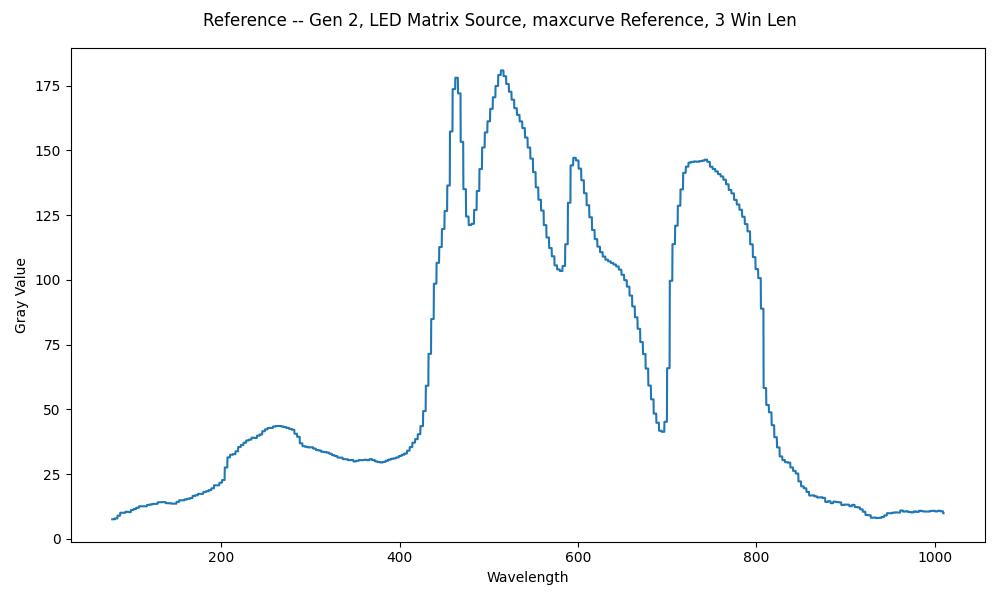 Reference -- Gen 2, LED Matrix Source, maxcurve Reference, 3 Win Len
175
150
125
100
75
50
25
0
Gray Value
200 400 600 800 1000
Wavelength